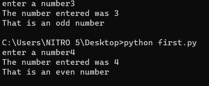 enter a number3
The number entered was 3
That is an odd number
C:\Users\NITRO 5\Desktop>python first.py
enter a number4
The number entered was 4
That is an even number